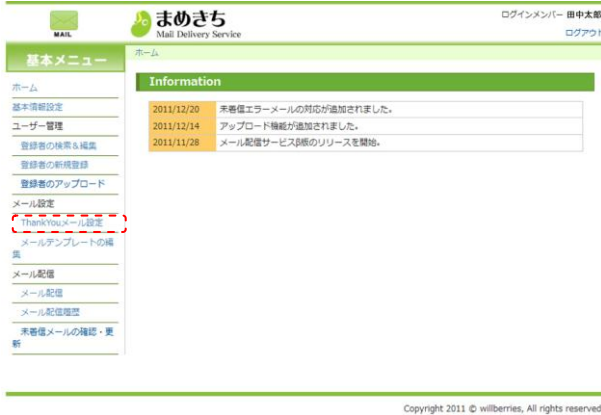 MAIL
まめきち
Mail Delivery Service
ログインメンバー 田中太郎
ログアウト
基本メニュー
ホーム
ホーム
基本情報設定
ユーザー管理
登録者の検索&編集
登録者の新規登録
登録者のアップロード
メール設定
ThankYouメール設定
メールテンプレートの編
集
メール配信
メール配信
メール配信履歴
未着信メールの確認・更
新
Information
2011/12/20 未着信エラーメールの対応が追加されました。
2011/12/14 アップロード機能が追加されました。
2011/11/28 メール配信サービスβ版のリリースを開始。
Copyright 2011 © willberries, All rights reserved